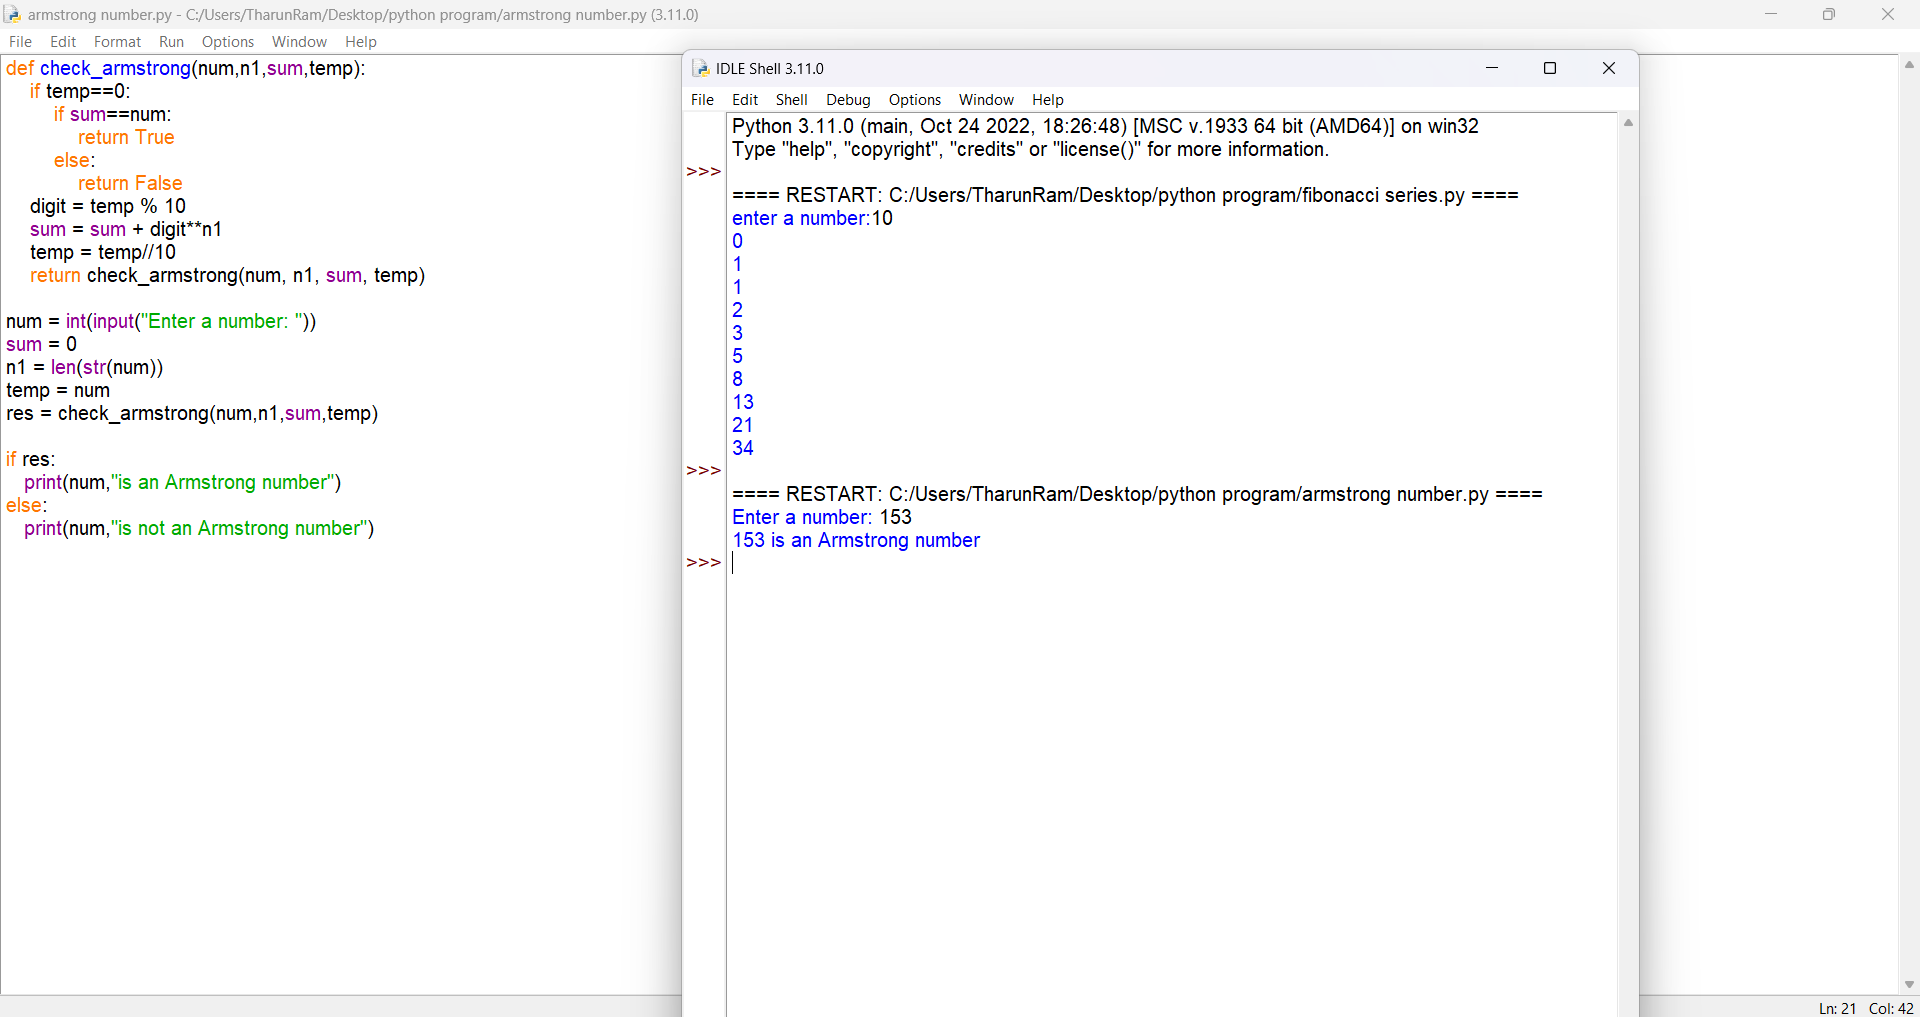 armstrong number.py - C:/Users/TharunRam/Desktop/python program/armstrong number.py (3.11.0)
File Edit Format Run Options Window Help
def check_armstrong(num,n1,sum,temp):
    if temp==0:
        if sum==num:
            return True
        else:
            return False
    digit = temp % 10
    sum = sum + digit**n1
    temp = temp//10
    return check_armstrong(num, n1, sum, temp)
num = int(input("Enter a number: "))
sum = 0
n1 = len(str(num))
temp = num
res = check_armstrong(num,n1,sum,temp)
if res:
   print(num,"is an Armstrong number")
else:
   print(num,"is not an Armstrong number")
IDLE Shell 3.11.0
File Edit Shell Debug Options Window Help
Python 3.11.0 (main, Oct 24 2022, 18:26:48) [MSC v.1933 64 bit (AMD64)] on win32
Type "help", "copyright", "credits" or "license()" for more information.
>>>
==== RESTART: C:/Users/TharunRam/Desktop/python program/fibonacci series.py ====
enter a number:10
0
1
1
2
3
5
8
13
21
34
>>>
==== RESTART: C:/Users/TharunRam/Desktop/python program/armstrong number.py ====
Enter a number: 153
153 is an Armstrong number
>>>
Ln: 21 Col: 42